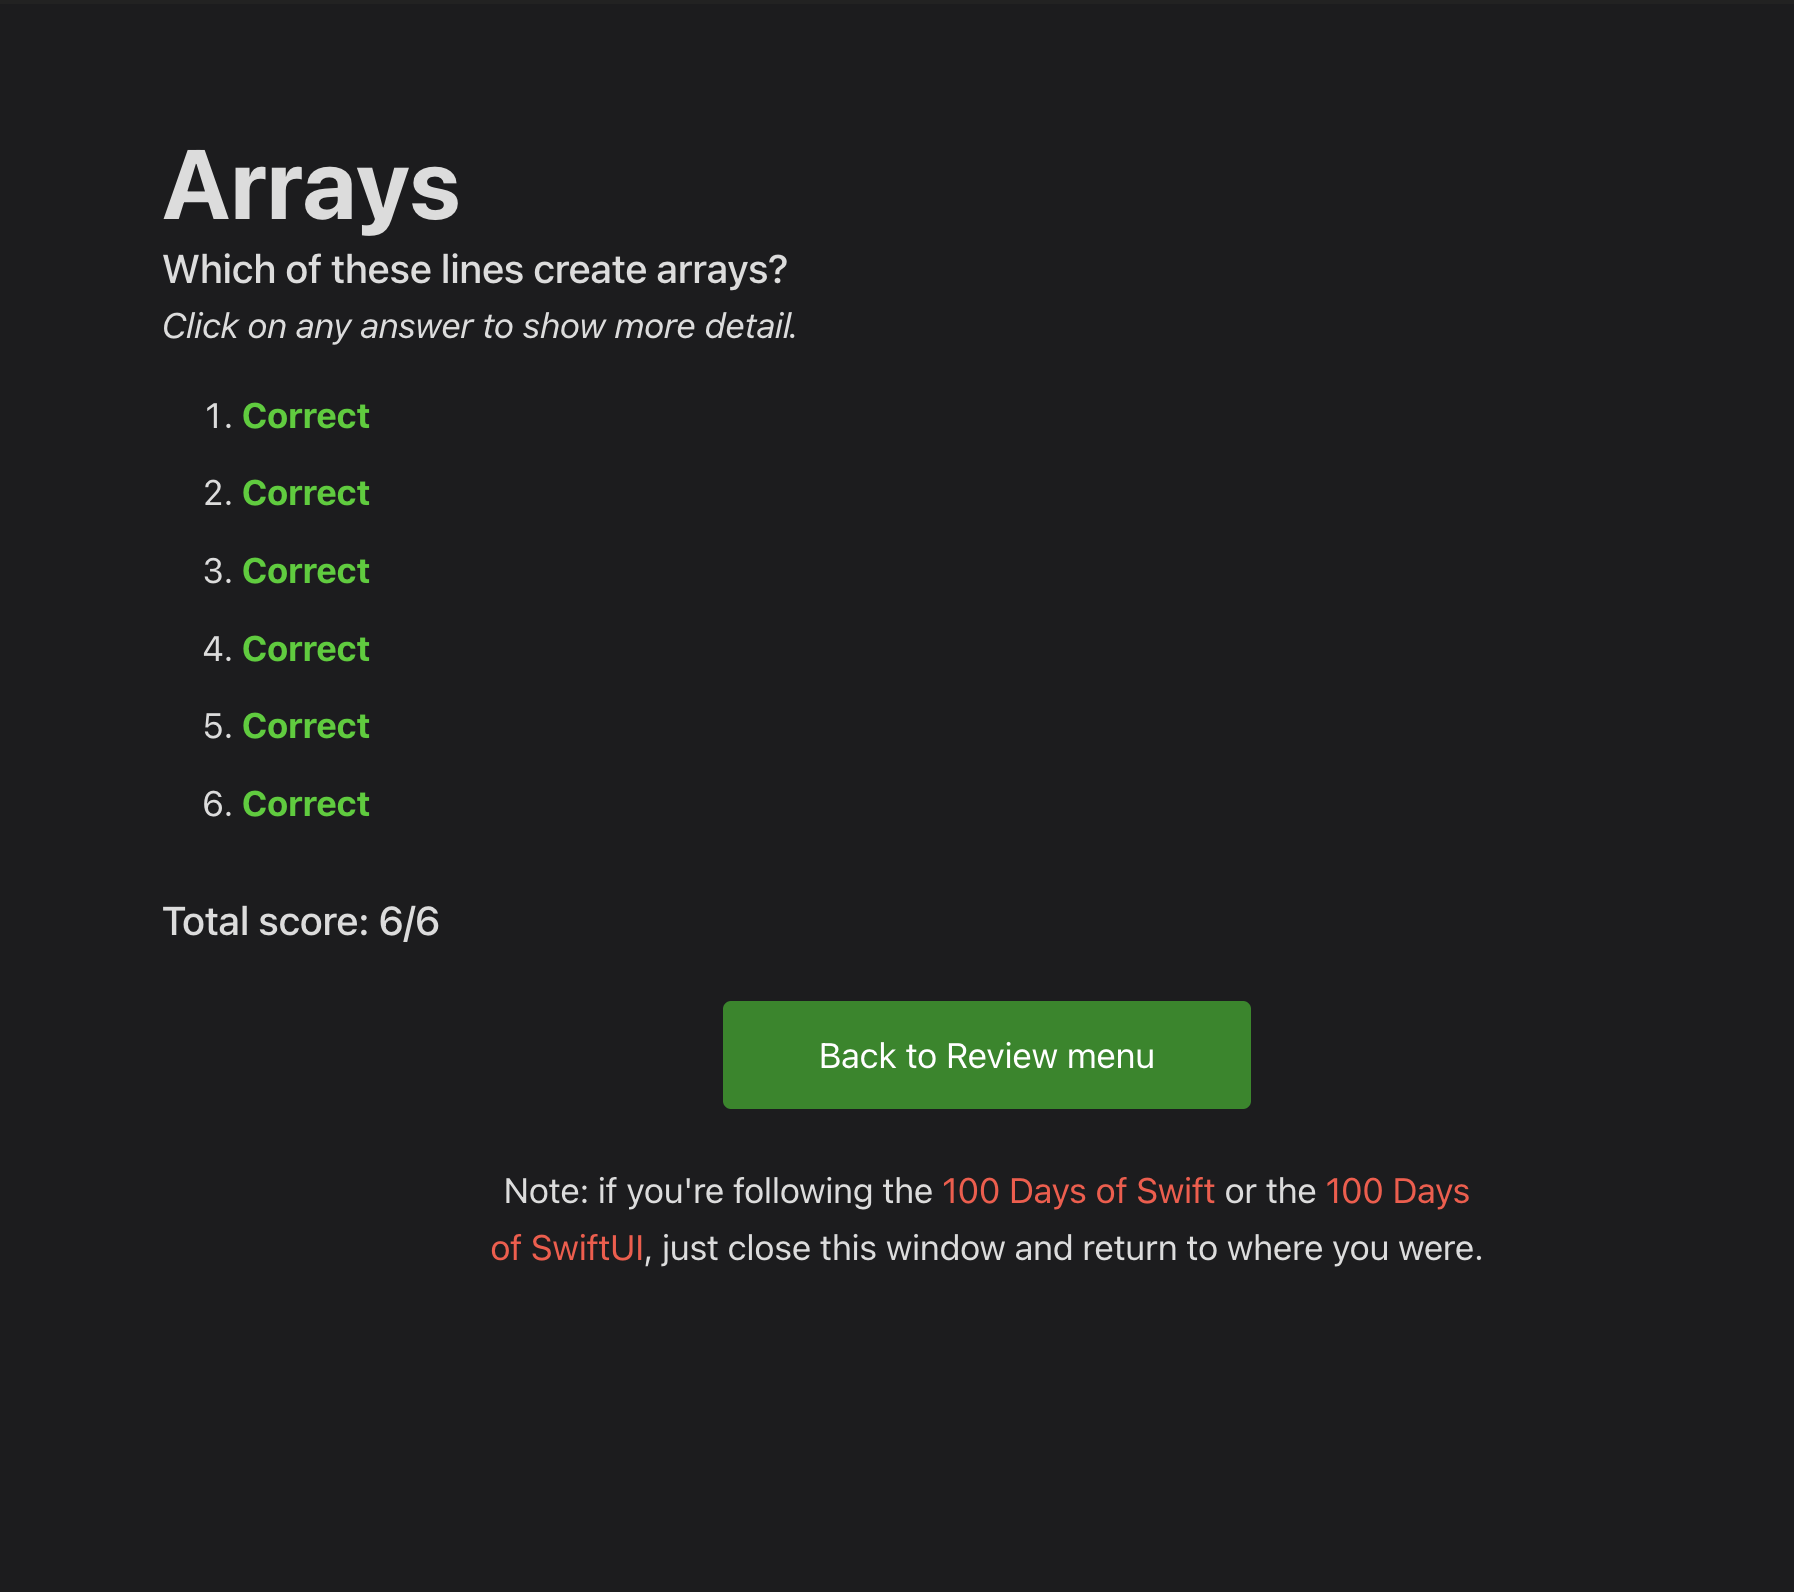 Arrays
Which of these lines create arrays?
Click on any answer to show more detail.
1. Correct
2. Correct
3. Correct
4. Correct
5. Correct
6. Correct
Total score: 6/6
Back to Review menu
Note: if you're following the 100 Days of Swift or the 100 Days
of SwiftUI, just close this window and return to where you were.